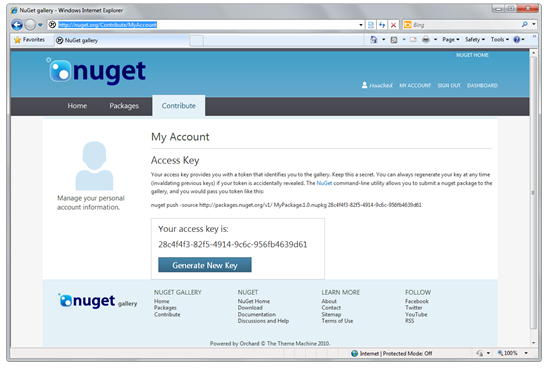 NuGet gallery - Windows Internet Explorer
http://nuget.org/Contribute/MyAccount
Bing
Favorites
NuGet gallery
Page
Safety
Tools
NUGET HOME
nuget
Haacked
MY ACCOUNT
SIGN OUT
DASHBOARD
Home
Packages
Contribute
My Account
Manage your personal
account information.
Access Key
Your access key provides you with a token that identifies you to the gallery. Keep this a secret. You can always regenerate your key at any time
(invalidating previous keys) if your token is accidentally revealed. The NuGet command-line utility allows you to submit a nuget package to the
gallery, and you would pass you token like this:
nuget push -source http://packages.nuget.org/v1/ MyPackage.1.0.nupkg 28c4f4f3-82f5-4914-9c6c-956fb4639d61
Your access key is:
28c4f4f3-82f5-4914-9c6c-956fb4639d61
Generate New Key
nuget gallery
NUGET GALLERY
Home
Packages
Contribute
NUGET
NuGet Home
Download
Documentation
Discussions and Help
LEARN MORE
About
Contact
Sitemap
Terms of Use
FOLLOW
Facebook
Twitter
YouTube
RSS
Powered by Orchard © The Theme Machine 2010.
Internet | Protected Mode: Off
100%